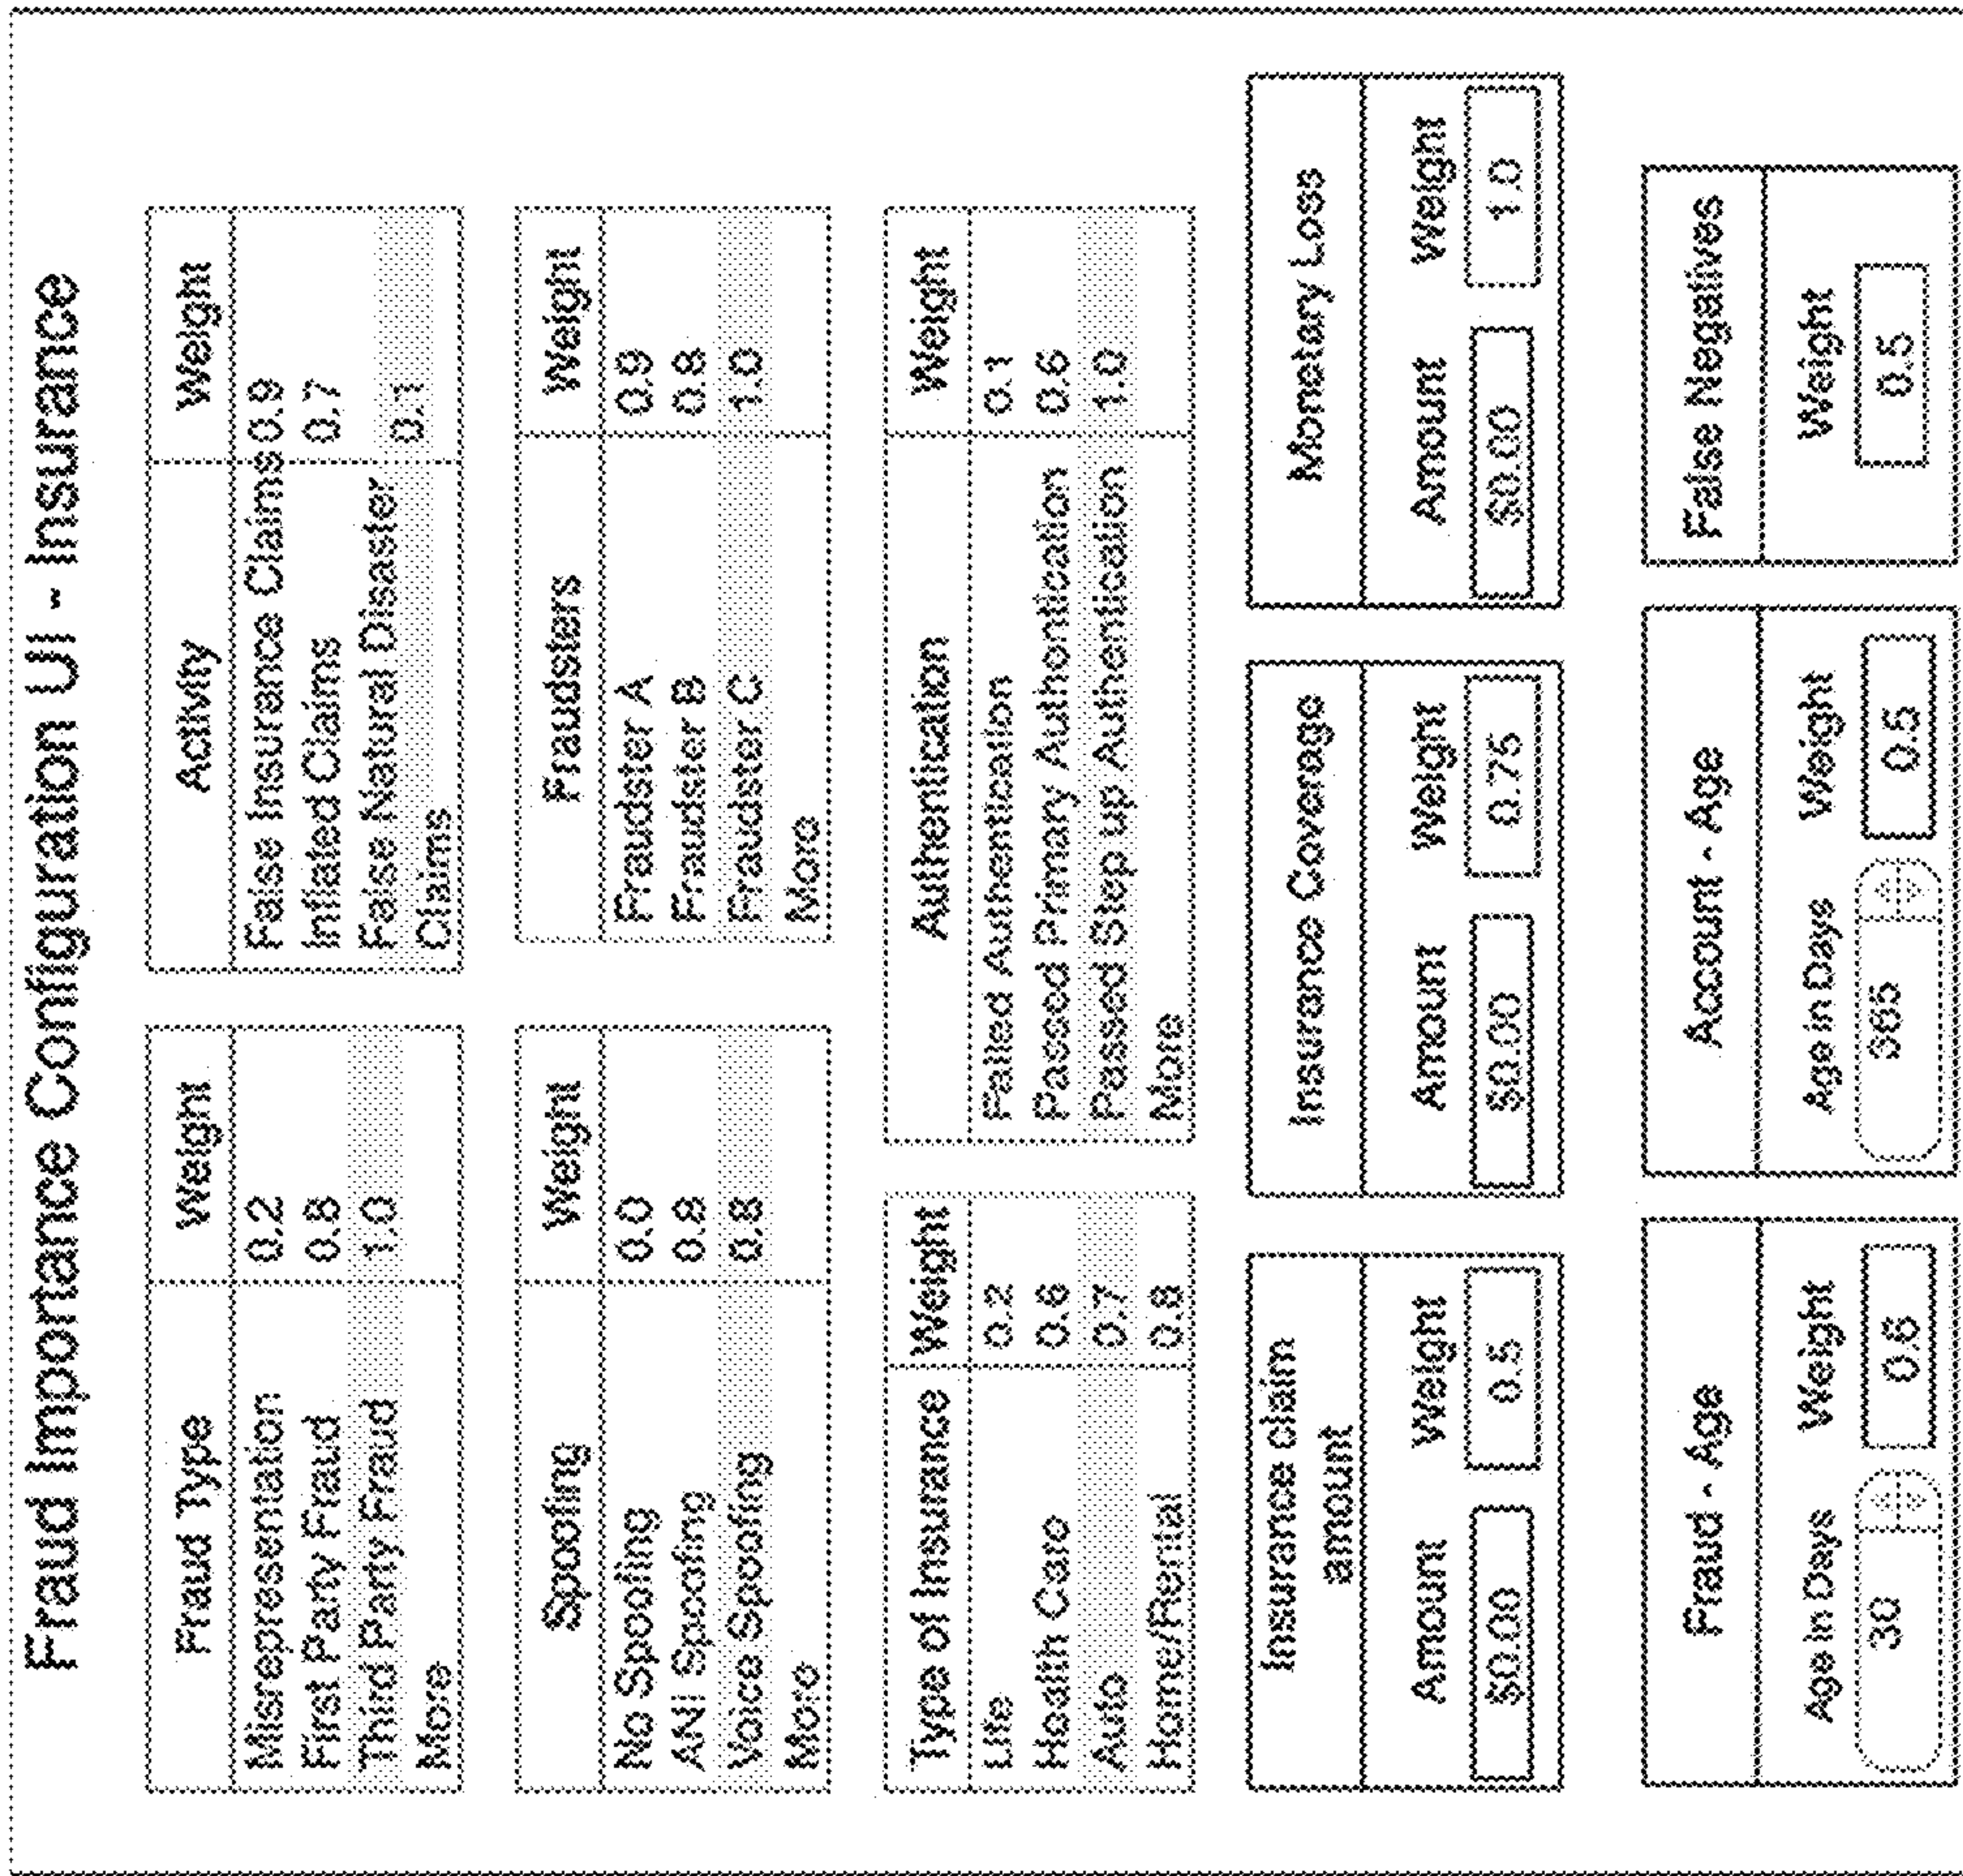 Fraud Importance Configuration UI - Insurance
Fraud Type Weight
Misrepresentation 0.2
First Party Fraud 0.8
Third Party Fraud 1.0
More
Activity Weight
False Insurance Claims 0.9
Inflated Claims 0.7
False Natural Disaster 0.1
Claims
Spoofing Weight
No Spoofing 0.0
ANI Spoofing 0.8
Voice Spoofing 0.8
More
Fraudsters Weight
Fraudster A 0.9
Fraudster B 0.8
Fraudster C 1.0
More
Type of Insurance Weight
Life 0.2
Health Care 0.6
Auto 0.7
Home/Rental 0.8
Authentication Weight
Failed Authentication 0.1
Passed Primary Authentication 0.6
Passed Step up Authentication 1.0
More
Insurance claim
amount
Amount Weight
$0.00 0.5
Insurance Coverage
Amount Weight
$0.00 0.75
Monetary Loss
Amount Weight
$0.00 1.0
Fraud - Age
Age in Days Weight
30
Account - Age
Age in Days Weight
365 0.5
False Negatives
Weight
0.5